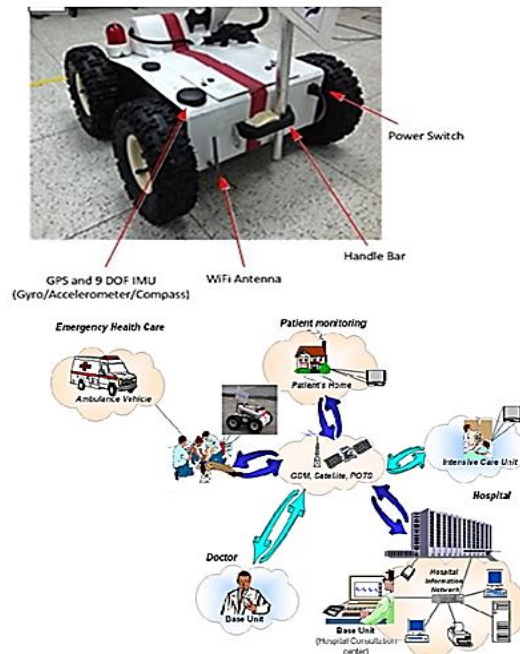 Power Switch
Handle Bar
WiFi Antenna
GPS and 9 DOF IMU
(Gyro/Accelerometer/Compass)
Emergency Health Care
Ambulance Vehicle
Patient monitoring
Patient's Home
GSM, Satellite, POTS
Intensive Care Unit
Hospital
Doctor
Base Unit
Hospital
Information
Network
Base Unit
(Hospital Consultation
center)